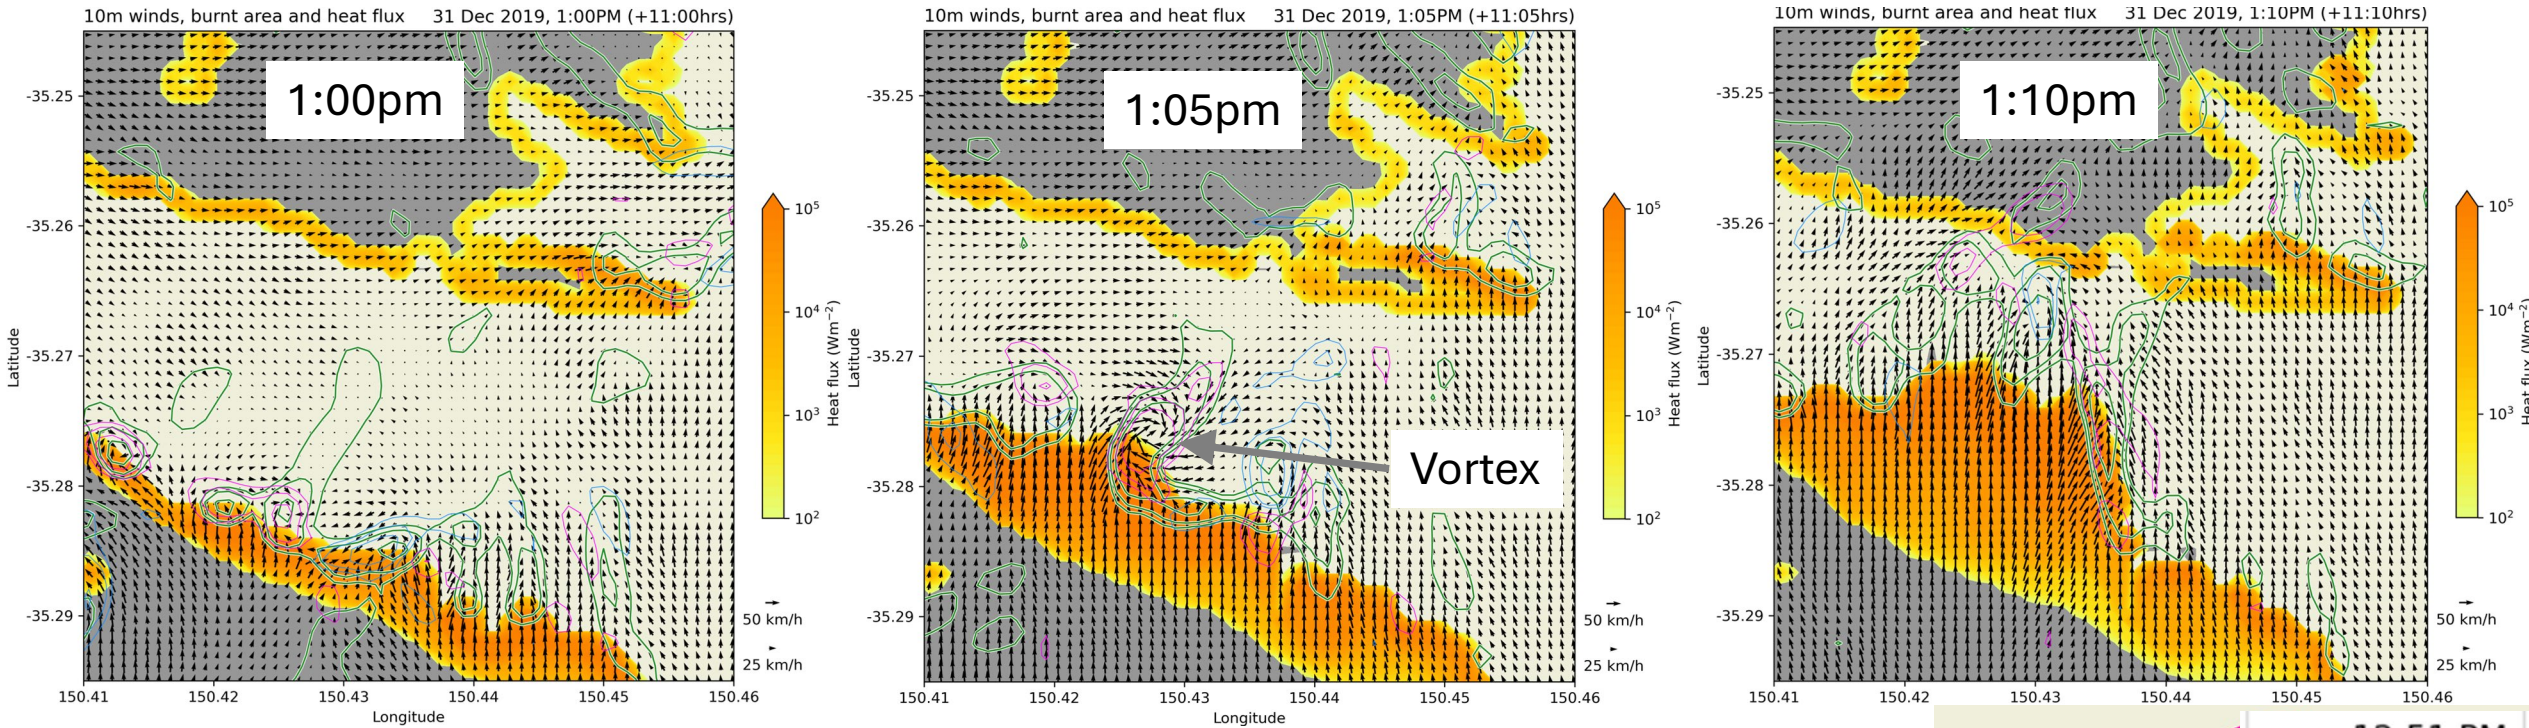 10m winds, burnt area and heat flux 31 Dec 2019, 1:00PM (+11:00hrs)
1:00pm
-35.25
-35.26
-35.27
-35.28
-35.29
Latitude
150.41 150.42 150.43 150.44 150.45 150.46
Longitude
10⁵
10⁴
10³
10²
Heat flux (Wm⁻²)
50 km/h
25 km/h
10m winds, burnt area and heat flux 31 Dec 2019, 1:05PM (+11:05hrs)
1:05pm
Vortex
-35.25
-35.26
-35.27
-35.28
-35.29
Latitude
150.41 150.42 150.43 150.44 150.45 150.46
Longitude
10⁵
10⁴
10³
10²
Heat flux (Wm⁻²)
50 km/h
25 km/h
10m winds, burnt area and heat flux 31 Dec 2019, 1:10PM (+11:10hrs)
1:10pm
-35.25
-35.26
-35.27
-35.28
-35.29
Latitude
150.41 150.42 150.43 150.44 150.45 150.46
10⁵
10⁴
10³
10²
Heat flux (Wm⁻²)
50 km/h
25 km/h